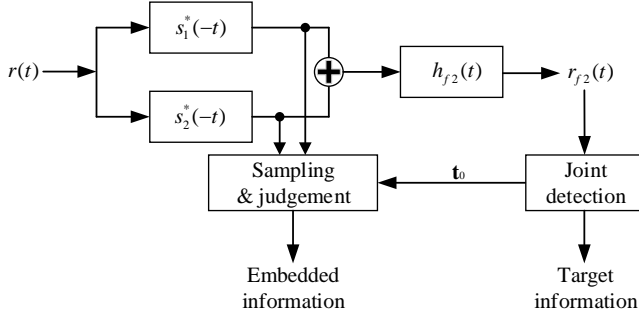 s₁*(−t)
r(t)
s₂*(−t)
h_{f2}(t)
r_{f2}(t)
Sampling
& judgement
t₀
Joint
detection
Embedded
information
Target
information